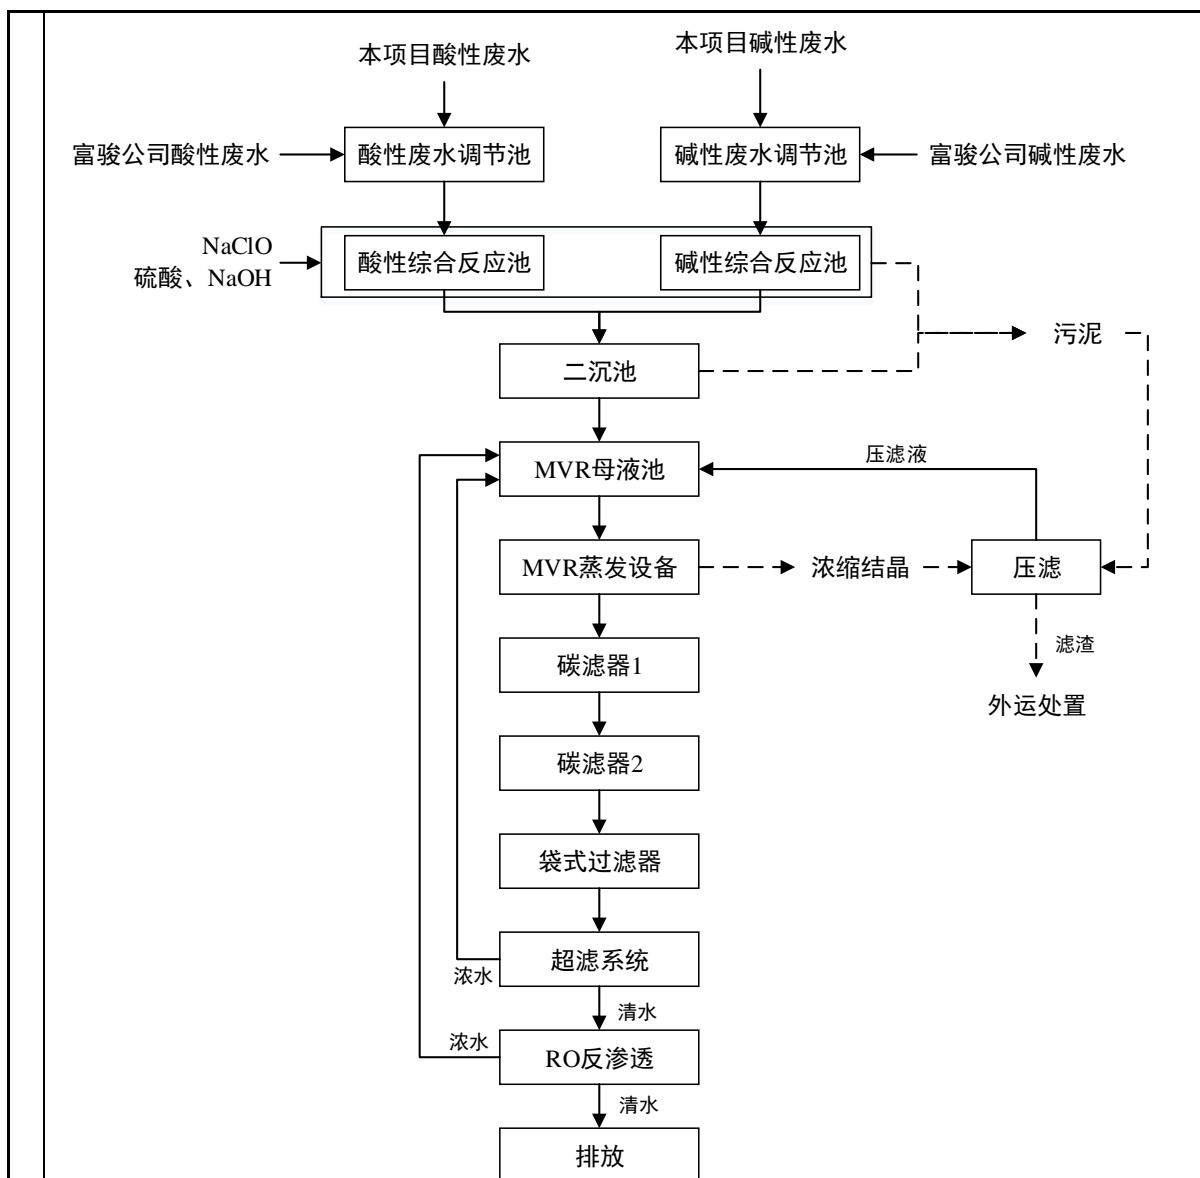 本项目酸性废水
本项目碱性废水
富骏公司酸性废水
酸性废水调节池
碱性废水调节池
富骏公司碱性废水
NaClO
硫酸、NaOH
酸性综合反应池
碱性综合反应池
污泥
二沉池
压滤液
MVR母液池
MVR蒸发设备
浓缩结晶
压滤
滤渣
碳滤器1
外运处置
碳滤器2
袋式过滤器
超滤系统
浓水
清水
浓水
RO反渗透
清水
排放